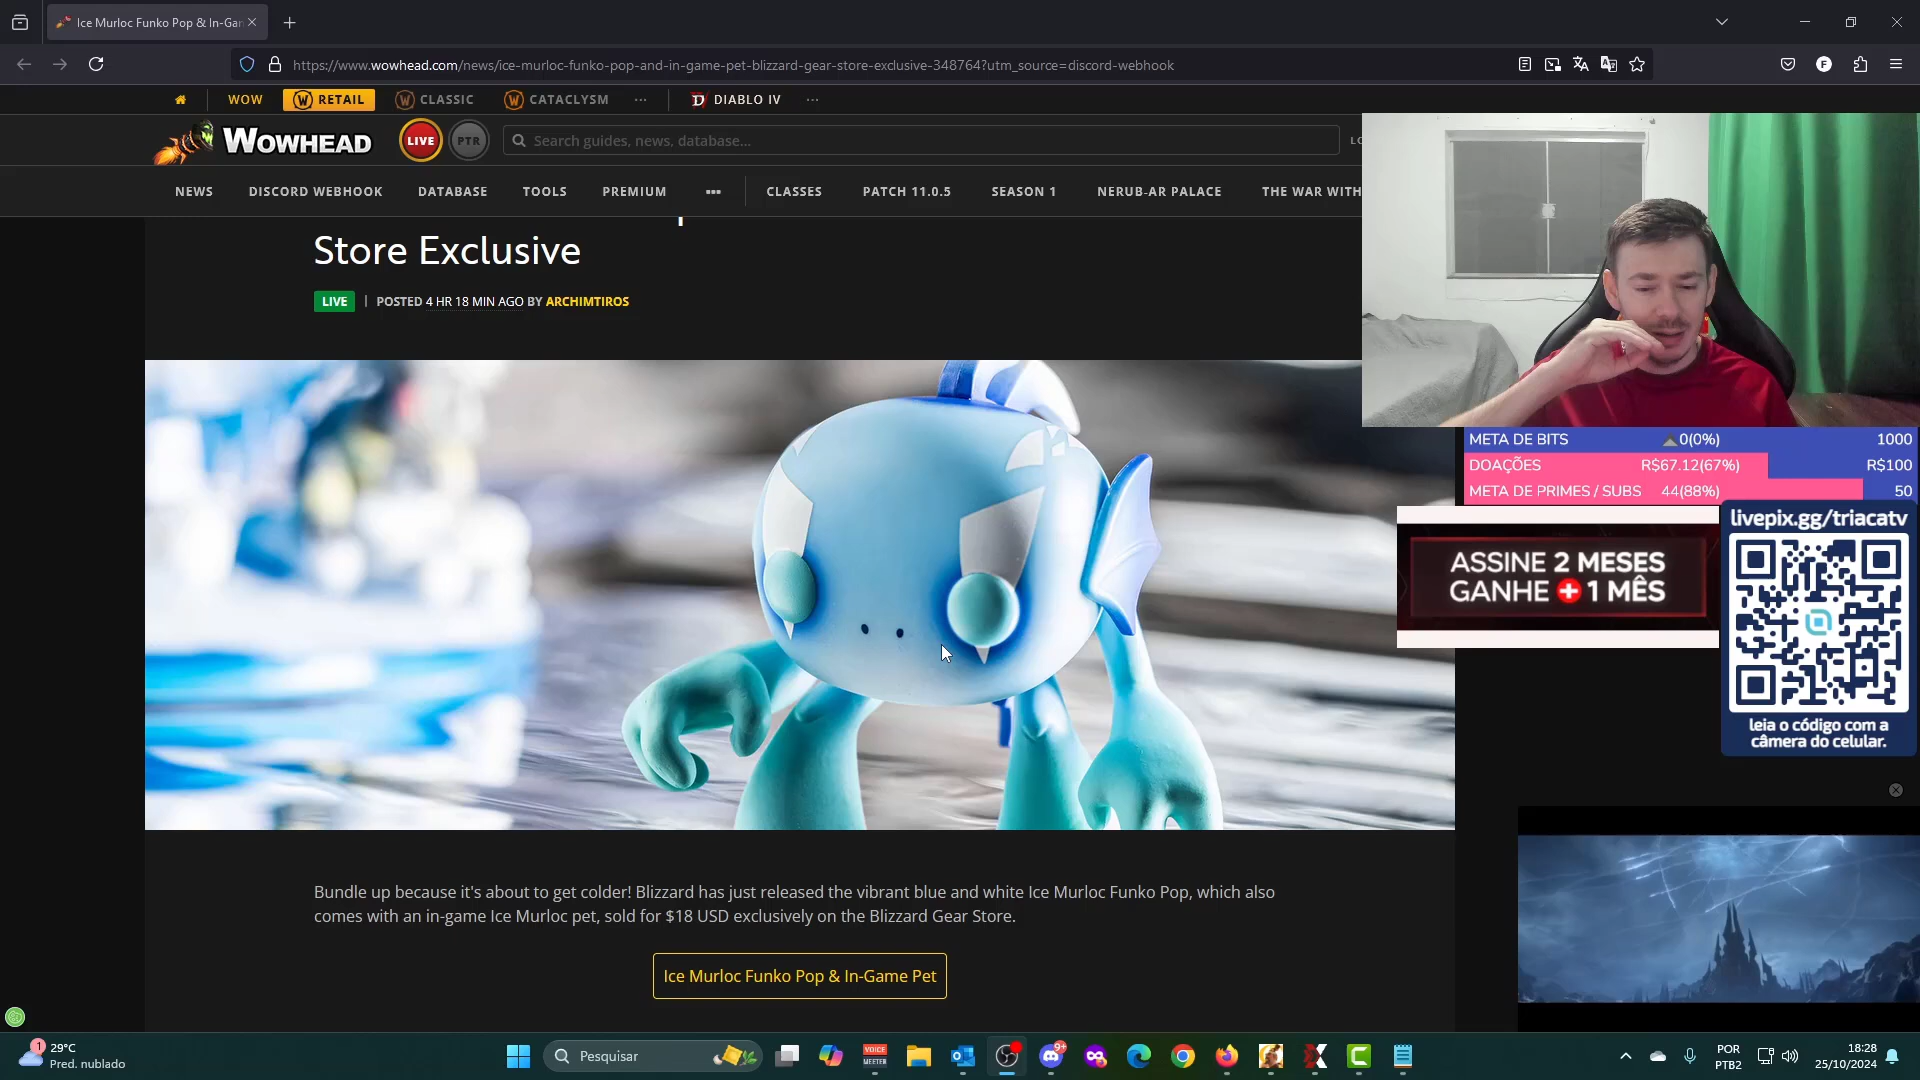 Ice Murloc Funko Pop & In-Gam
https://www.wowhead.com/news/ice-murloc-funko-pop-and-in-game-pet-blizzard-gear-store-exclusive-348764?utm_source=discord-webhook
WOW
RETAIL
CLASSIC
CATACLYSM
DIABLO IV
WOWHEAD
LIVE
PTR
Search guides, news, database...
NEWS
DISCORD WEBHOOK
DATABASE
TOOLS
PREMIUM
CLASSES
PATCH 11.0.5
SEASON 1
NERUB-AR PALACE
THE WAR WITH
Store Exclusive
LIVE | POSTED 4 HR 18 MIN AGO BY ARCHIMTIROS
META DE BITS 0(0%) 1000
DOAÇÕES R$67.12(67%) R$100
META DE PRIMES / SUBS 44(88%) 50
ASSINE 2 MESES
GANHE + 1 MÊS
livepix.gg/triacatv
leia o código com a
câmera do celular.
Bundle up because it's about to get colder! Blizzard has just released the vibrant blue and white Ice Murloc Funko Pop, which also
comes with an in-game Ice Murloc pet, sold for $18 USD exclusively on the Blizzard Gear Store.
Ice Murloc Funko Pop & In-Game Pet
1
29°C
Pred. nublado
Pesquisar
VOICE
MEETER
9+
POR
PTB2
18:28
25/10/2024